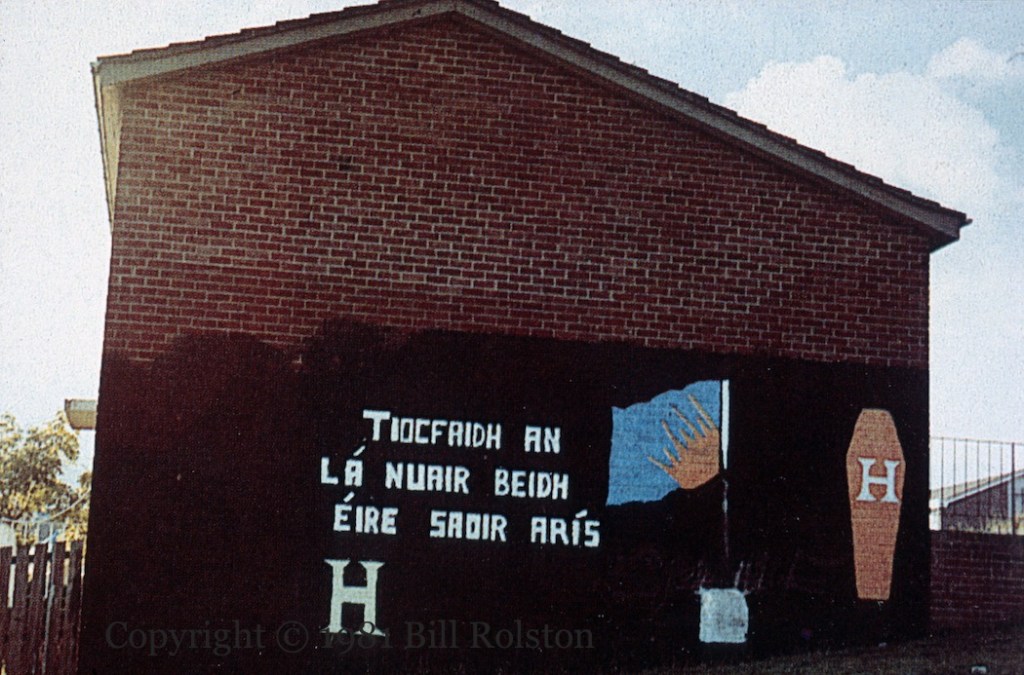 TIOCFAIDH AN
LÁ NUAIR BEIDH
ÉIRE SAOIR ARÍS
H
H
Copyright © 1981 Bill Rolston